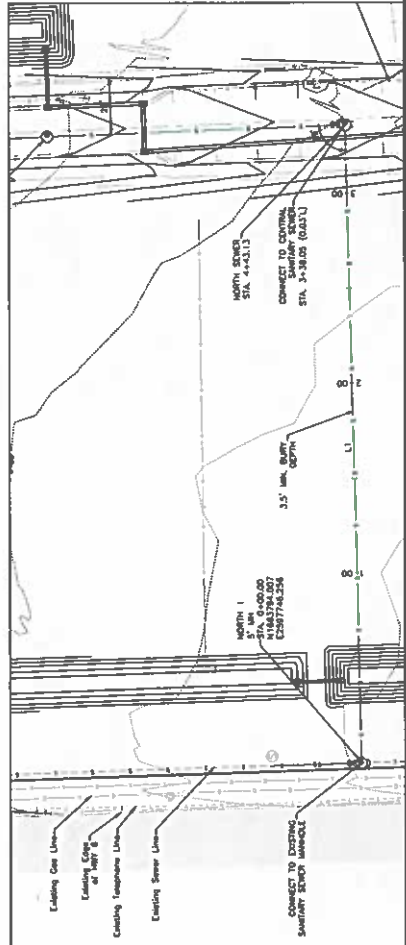 Existing Gas Line
Existing Edge
of HWY 6
Existing Telephone Line
Existing Sewer Line
CONNECT TO EXISTING
SANITARY SEWER MANHOLE
NORTH 1
5' MH
STA. 0+00.00
N1663794.007
E2597746.256
3.5' MIN. BURY
DEPTH
NORTH SEWER
STA. 4+43.13
CONNECT TO CENTRAL
SANITARY SEWER
STA. 3+38.05 (0.03'L)
1
00
L1
2
00
3
00